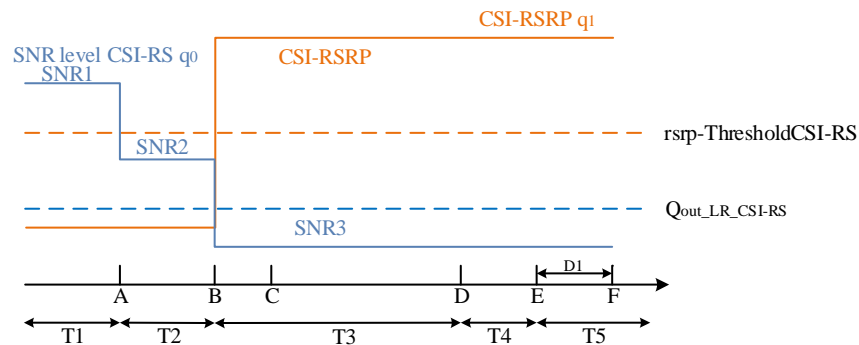 CSI-RSRP q1
SNR level CSI-RS q0
CSI-RSRP
SNR1
rsrp-ThresholdCSI-RS
SNR2
Qout_LR_CSI-RS
SNR3
D1
A B C D E F
T1 T2 T3 T4 T5